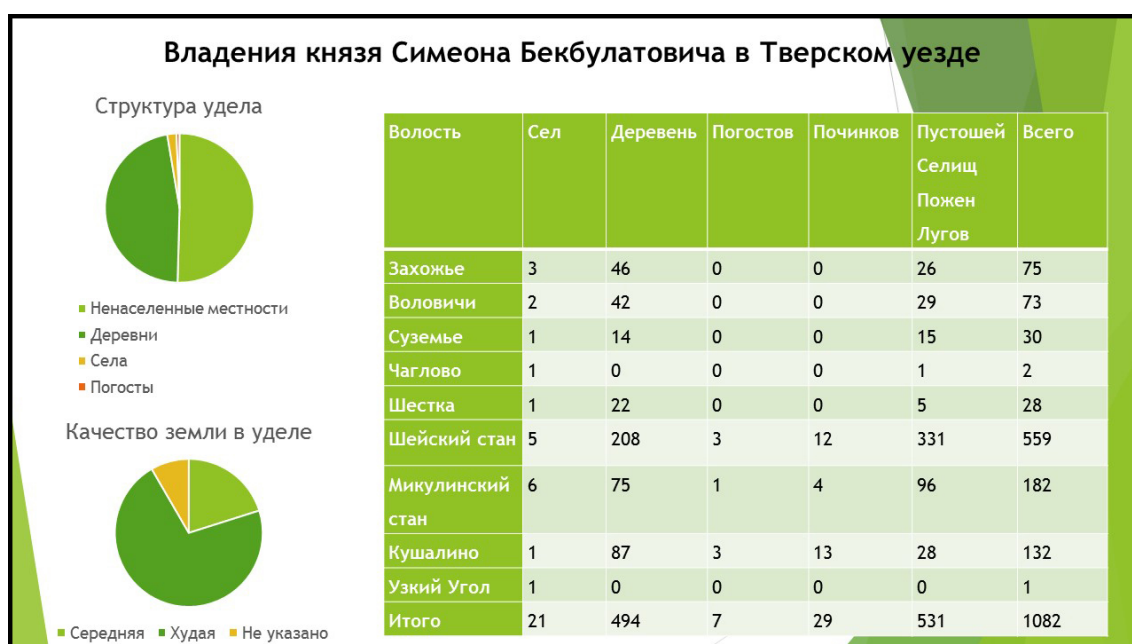 Владения князя Симеона Бекбулатовича в Тверском уезде
Структура удела
Ненаселенные местности
Деревни
Села
Погосты
Качество земли в уделе
Середняя Худая Не указано
Волость Сел Деревень Погостов Починков Пустошей Всего
Селищ
Пожен
Лугов
Захожье 3 46 0 0 26 75
Воловичи 2 42 0 0 29 73
Суземье 1 14 0 0 15 30
Чаглово 1 0 0 0 1 2
Шестка 1 22 0 0 5 28
Шейский стан 5 208 3 12 331 559
Микулинский 6 75 1 4 96 182
стан
Кушалино 1 87 3 13 28 132
Узкий Угол 1 0 0 0 0 1
Итого 21 494 7 29 531 1082